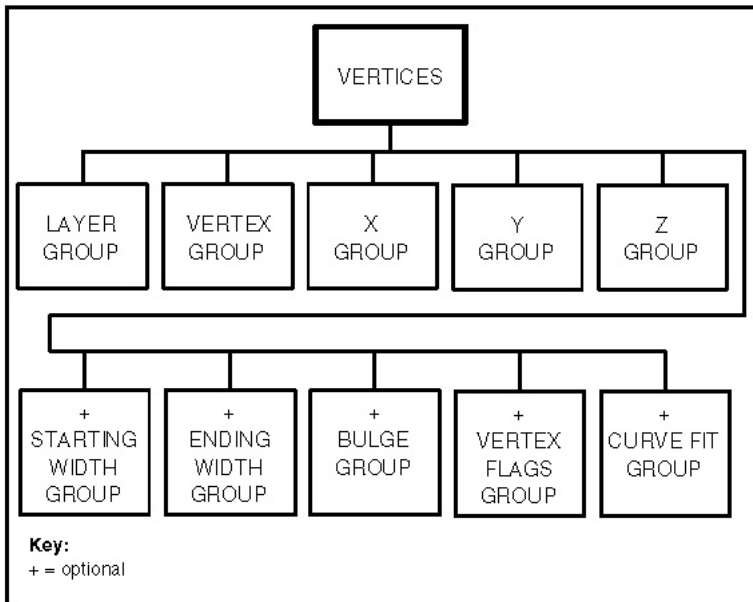 VERTICES
LAYER
GROUP
VERTEX
GROUP
X
GROUP
Y
GROUP
Z
GROUP
+
STARTING
WIDTH
GROUP
+
ENDING
WIDTH
GROUP
+
BULGE
GROUP
+
VERTEX
FLAGS
GROUP
+
CURVE FIT
GROUP
Key:
+ = optional